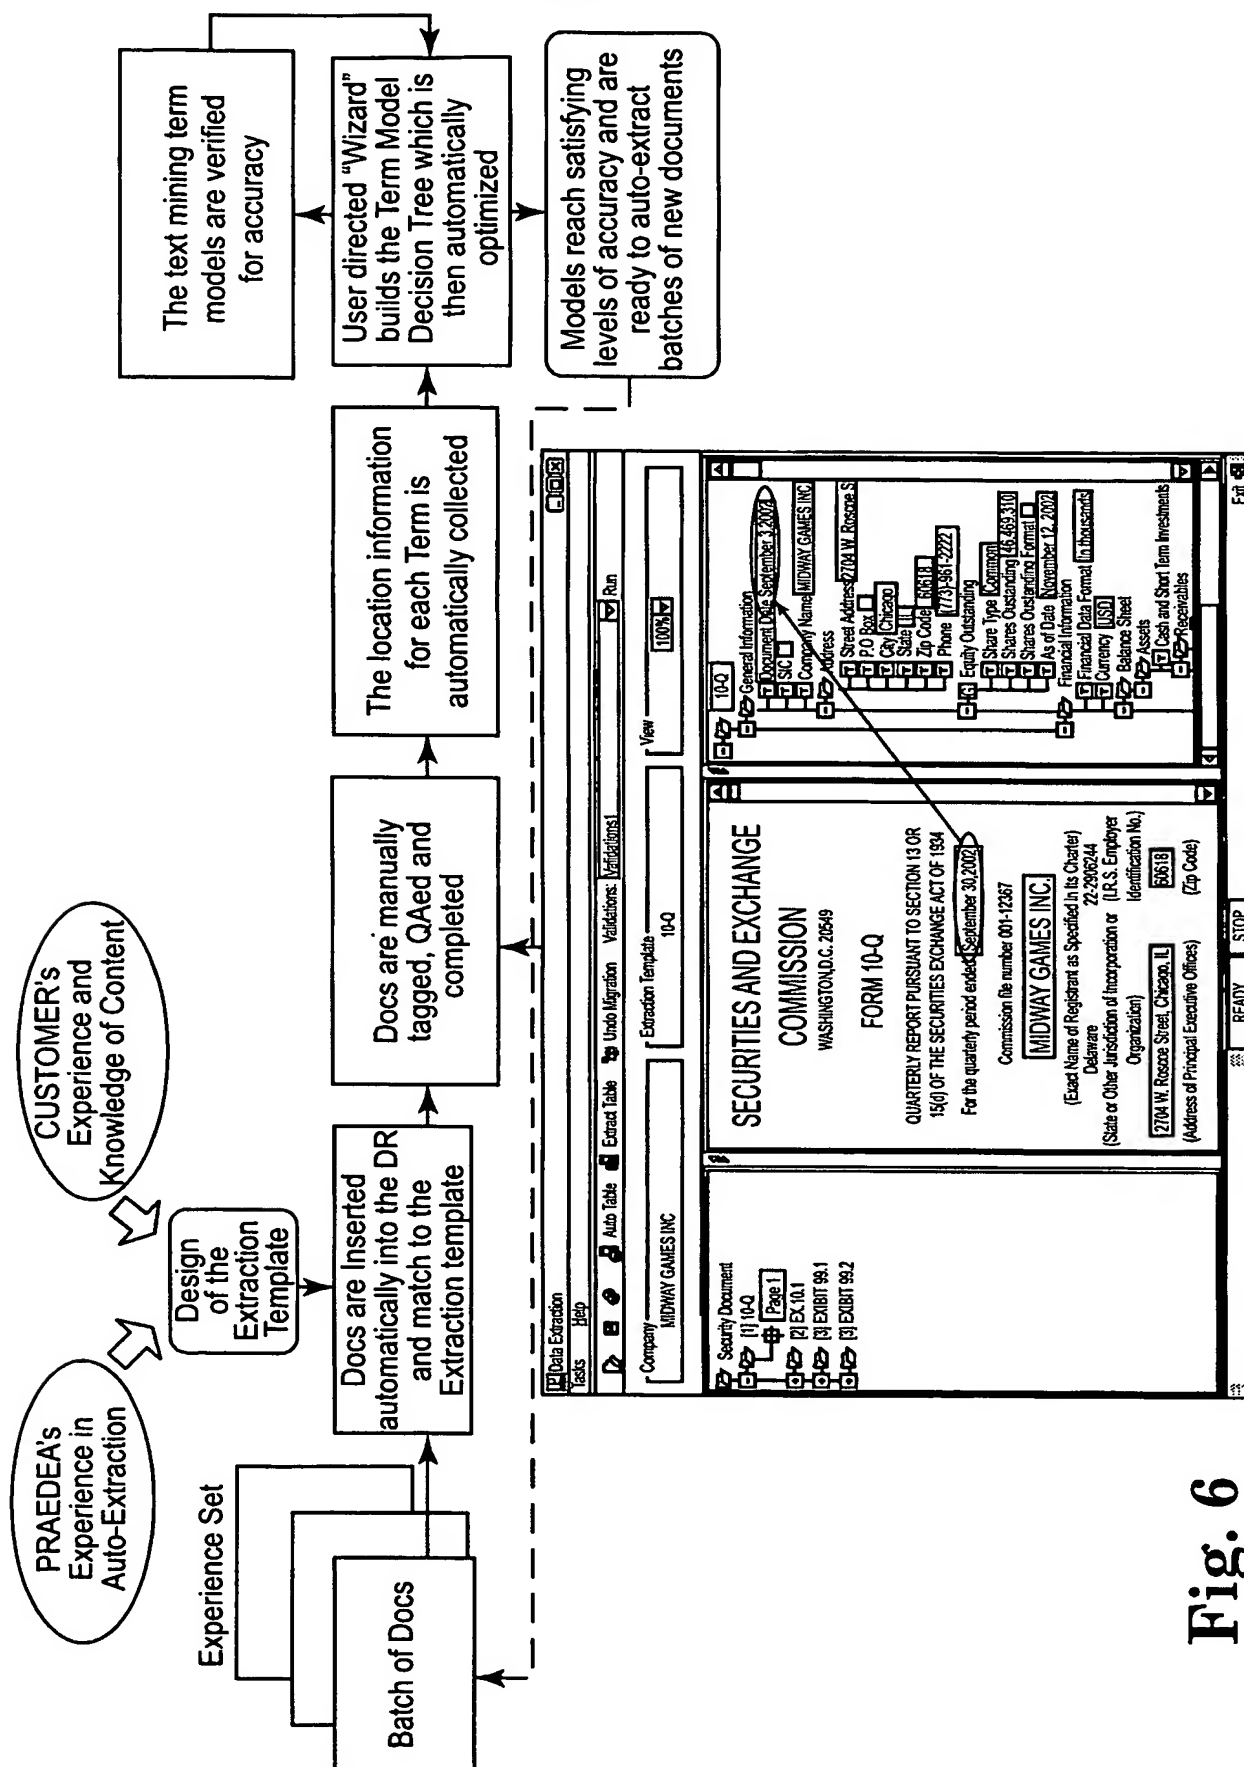 PRAEDEA's
Experience in
Auto-Extraction
CUSTOMER's
Experience and
Knowledge of Content
Design
of the
Extraction
Template
Experience Set
Batch of Docs
Docs are Inserted
automatically into the DR
and match to the
Extraction template
Docs are manually
tagged, QAed and
completed
The location information
for each Term is
automatically collected
The text mining term
models are verified
for accuracy
User directed "Wizard"
builds the Term Model
Decision Tree which is
then automatically
optimized
Models reach satisfying
levels of accuracy and are
ready to auto-extract
batches of new documents
Data Extraction
Tasks Help
Auto Table Extract Table Undo Migration Validations: Validations1 Run
Company Extraction Template View
MIDWAY GAMES INC 10-Q 100%
Security Document
[1] 10-Q
Page 1
[2] EX.10.1
[3] EXIBIT 99.1
[3] EXIBIT 99.2
SECURITIES AND EXCHANGE
COMMISSION
WASHINGTON,D.C. 20549
FORM 10-Q
QUARTERLY REPORT PURSUANT TO SECTION 13 OR
15(d) OF THE SECURITIES EXCHANGE ACT OF 1934
For the quarterly period ended: September 30,2002
Commission file number 001-12367
MIDWAY GAMES INC.
(Exact Name of Registrant as Specified In Its Charter)
Delaware 22-2906244
(State or Other Jurisdiction of Incorporation or (I.R.S. Employer
Organization) Identification No.)
2704 W. Roscoe Street, Chicago, IL 60618
(Address of Principal Executive Offices) (Zip Code)
10-Q
General Information
T Document Date September 3,2002
T SIC
T Company Name MIDWAY GAMES INC
Address
T Street Address 2704 W. Roscoe S
T P.O Box
T City Chicago
T State IL
T Zip Code 60618
T Phone (773)-961-2222
G Equity Outstanding
T Share Type Common
T Shares Oustanding 46,469,310
T Shares Oustanding Format
T As of Date November 12, 2002
Financial Information
T Financial Data Format In thousands
T Currency USD
Balance Sheet
Assets
T Cash and Short Term Investments
Receivables
READY STOP Exit
Fig. 6